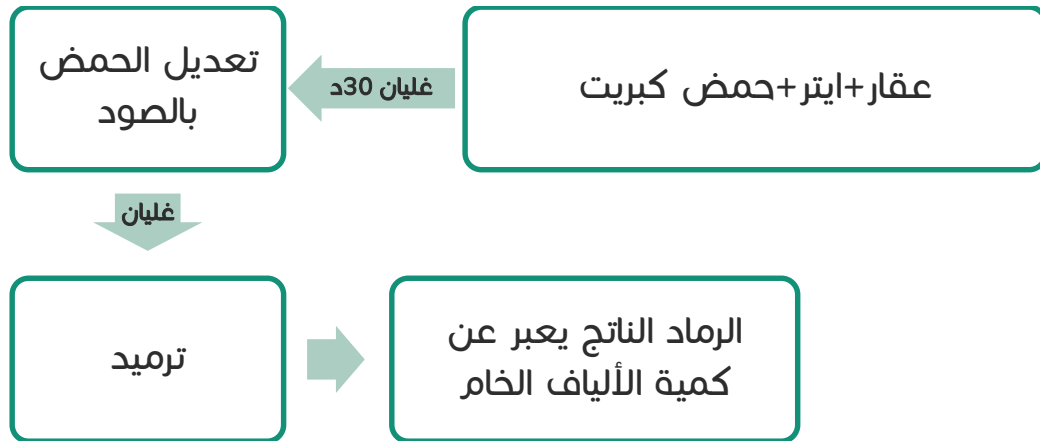 عقار+ايتر+حمض كبريت
غليان 30د
تعديل الحمض
بالصود
غليان
ترميد
الرماد الناتج يعبر عن
كمية الألياف الخام